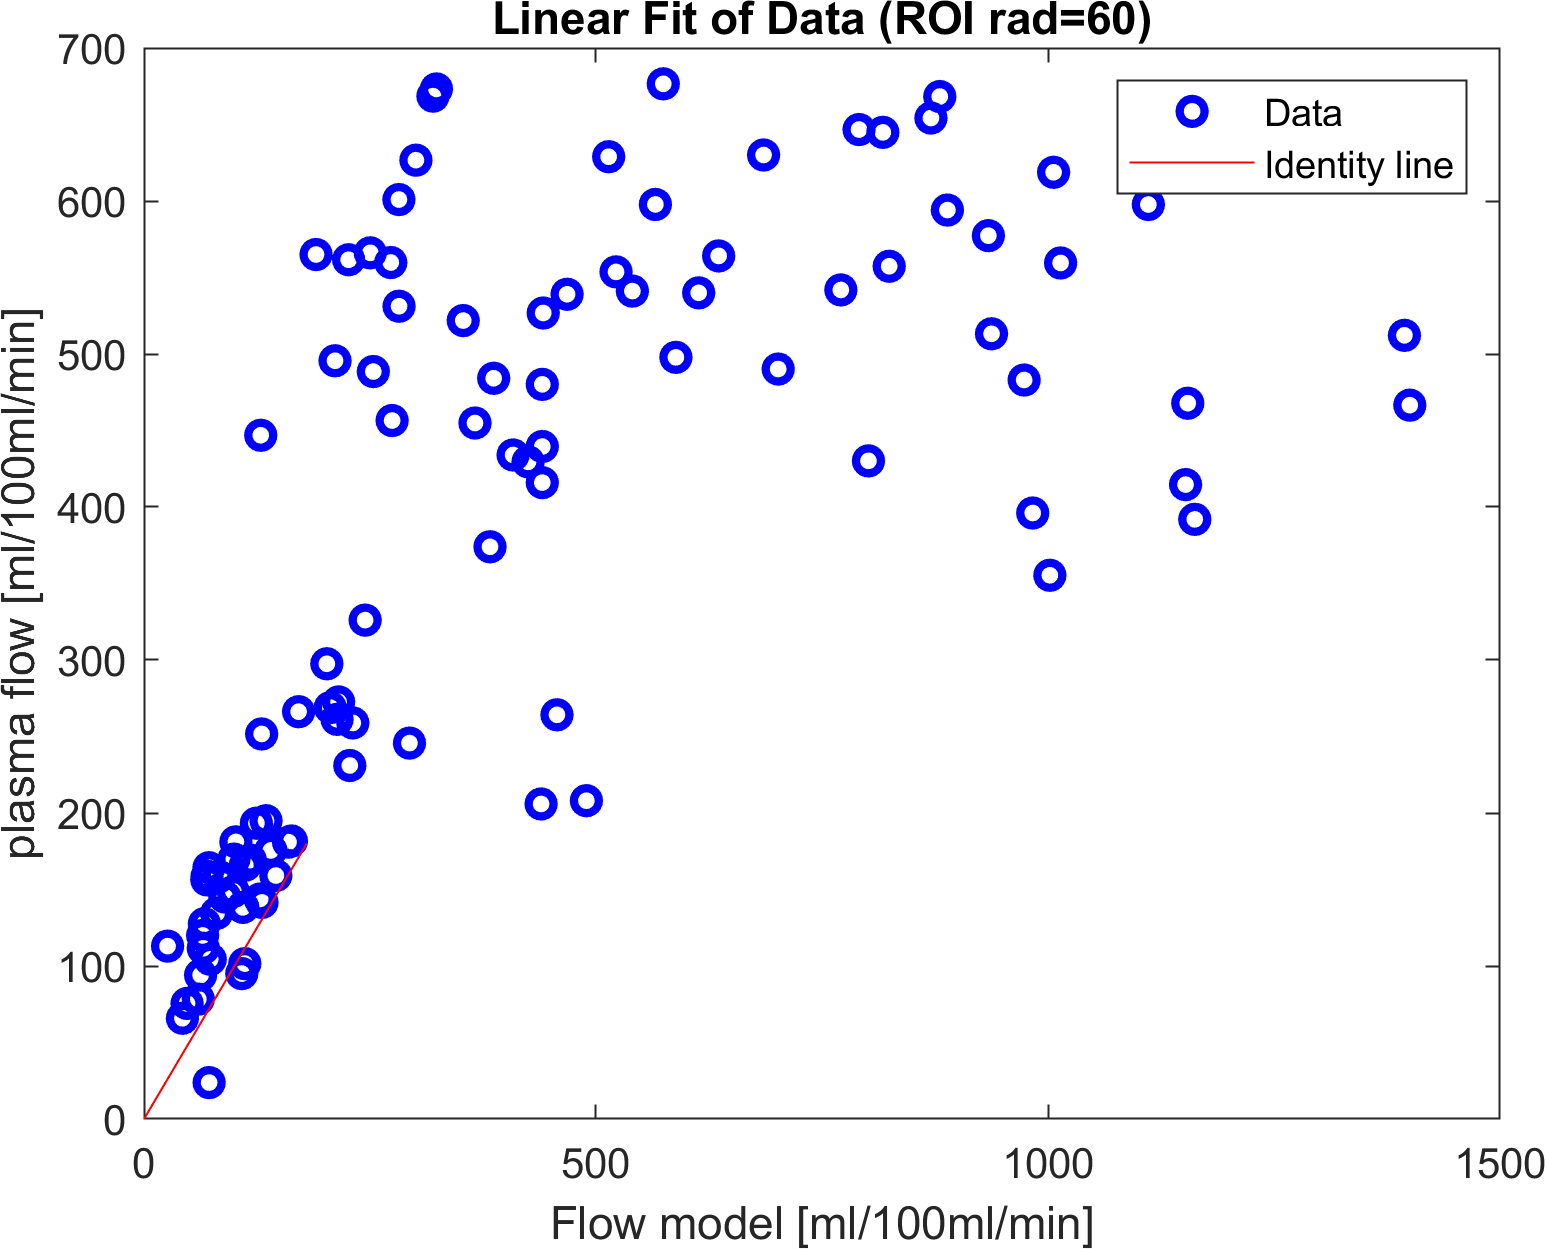 Linear Fit of Data (ROI rad=60)
700
600
500
400
300
200
100
0
plasma flow [ml/100ml/min]
Data
Identity line
0 500 1000 1500
Flow model [ml/100ml/min]